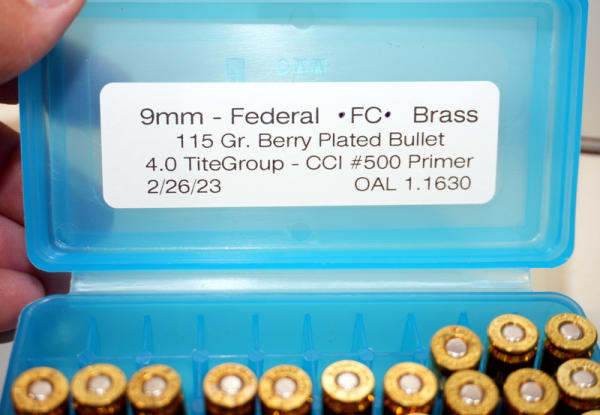 9mm - Federal •FC• Brass
115 Gr. Berry Plated Bullet
4.0 TiteGroup - CCI #500 Primer
2/26/23 OAL 1.1630